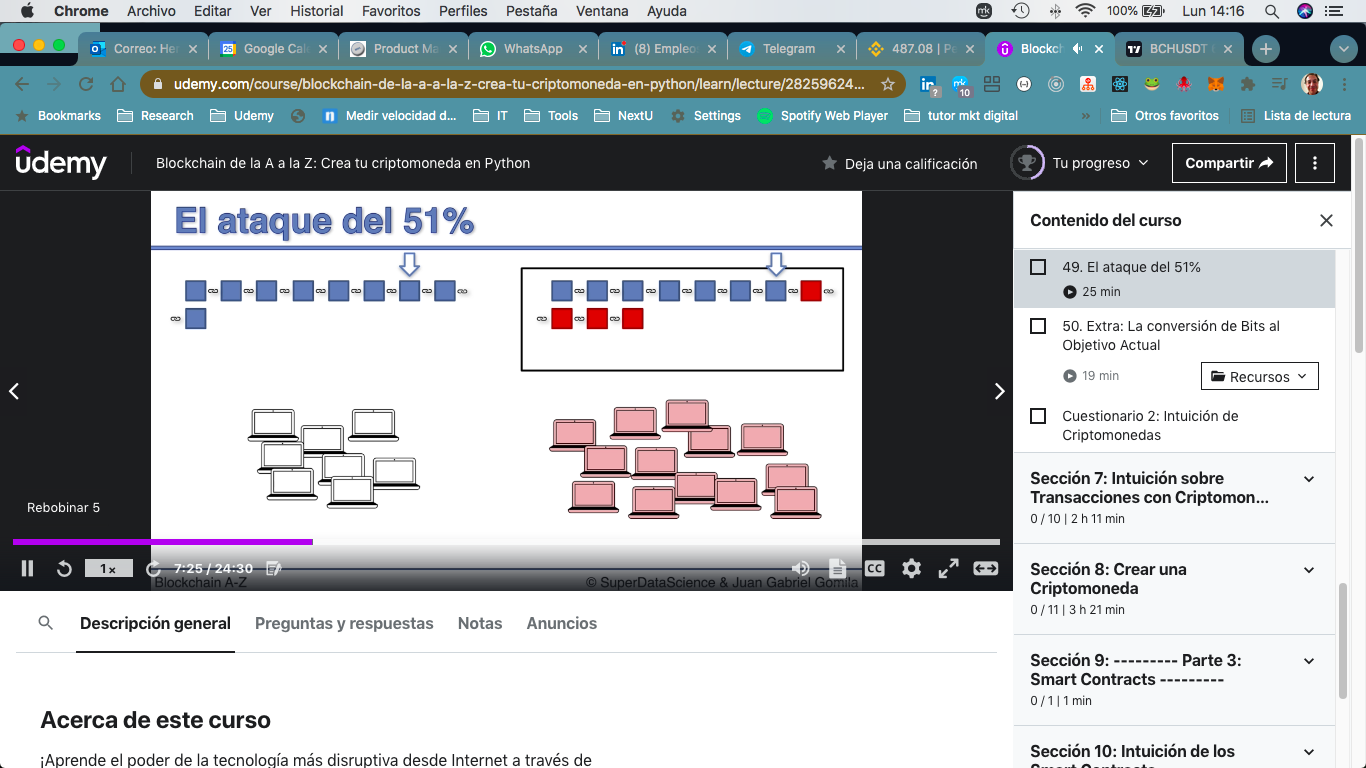 Chrome Archivo Editar Ver Historial Favoritos Perfiles Pestaña Ventana Ayuda
mk 100% Lun 14:16
Correo: Her
25 Google Cale
Product Ma
WhatsApp
(8) Empleo
Telegram
487.08 | Pe
Blockch
BCHUSDT
udemy.com/course/blockchain-de-la-a-a-la-z-crea-tu-criptomoneda-en-python/learn/lecture/28259624...
10
Bookmarks Research Udemy Medir velocidad d... IT Tools NextU Settings Spotify Web Player tutor mkt digital » Otros favoritos Lista de lectura
ûdemy
Blockchain de la A a la Z: Crea tu criptomoneda en Python
Deja una calificación
Tu progreso
Compartir
El ataque del 51%
Rebobinar 5
1x
7:25 / 24:30
CC
Blockchain A-Z
© SuperDataScience & Juan Gabriel Gomila
Contenido del curso
49. El ataque del 51%
25 min
50. Extra: La conversión de Bits al
Objetivo Actual
19 min
Recursos
Cuestionario 2: Intuición de
Criptomonedas
Sección 7: Intuición sobre
Transacciones con Criptomon...
0 / 10 | 2 h 11 min
Sección 8: Crear una
Criptomoneda
0 / 11 | 3 h 21 min
Sección 9: --------- Parte 3:
Smart Contracts ---------
0 / 1 | 1 min
Sección 10: Intuición de los
Smart Contracts
Descripción general Preguntas y respuestas Notas Anuncios
Acerca de este curso
¡Aprende el poder de la tecnología más disruptiva desde Internet a través de